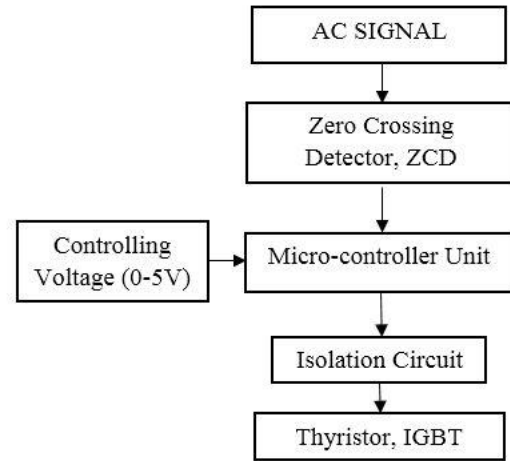 AC SIGNAL
Zero Crossing
Detector, ZCD
Controlling
Voltage (0-5V)
Micro-controller Unit
Isolation Circuit
Thyristor, IGBT